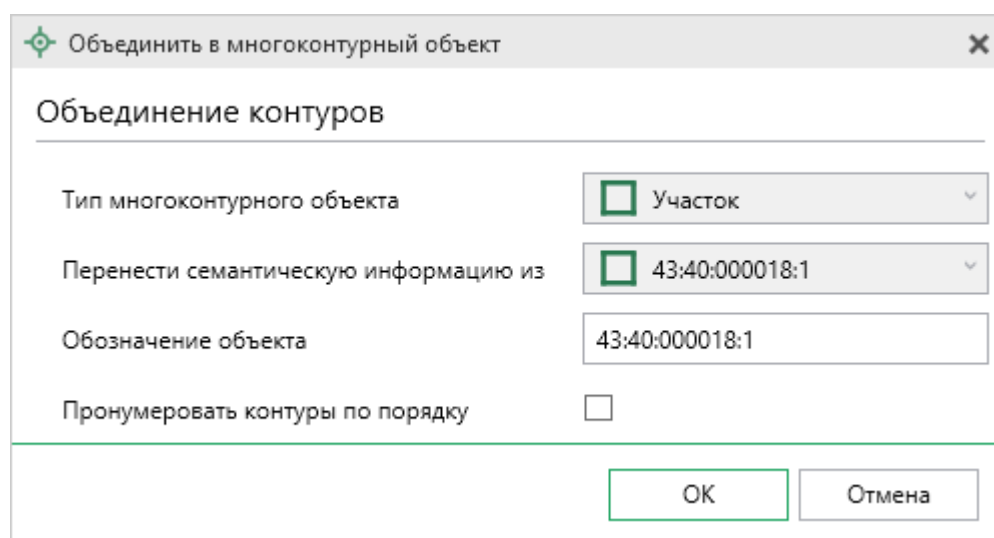 Объединить в многоконтурный объект
Объединение контуров
Тип многоконтурного объекта Участок
Перенести семантическую информацию из 43:40:000018:1
Обозначение объекта 43:40:000018:1
Пронумеровать контуры по порядку
ОК Отмена